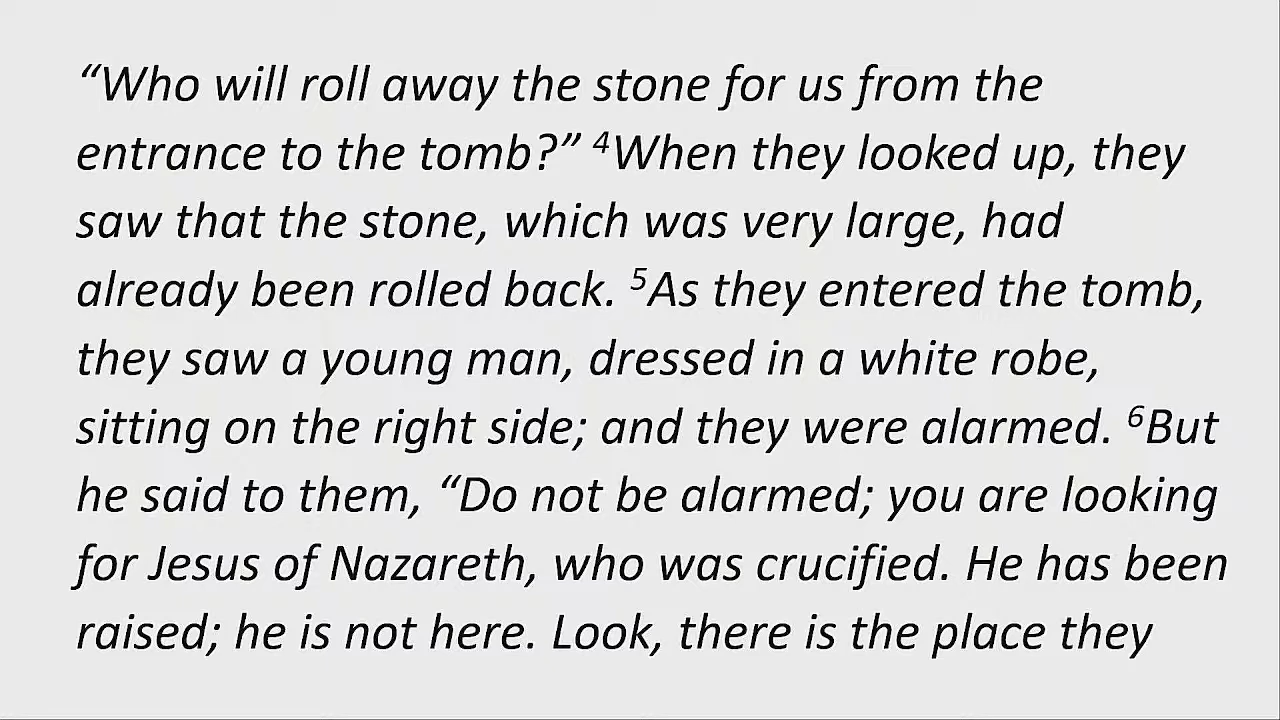 “Who will roll away the stone for us from the
entrance to the tomb?” ⁴When they looked up, they
saw that the stone, which was very large, had
already been rolled back. ⁵As they entered the tomb,
they saw a young man, dressed in a white robe,
sitting on the right side; and they were alarmed. ⁶But
he said to them, “Do not be alarmed; you are looking
for Jesus of Nazareth, who was crucified. He has been
raised; he is not here. Look, there is the place they